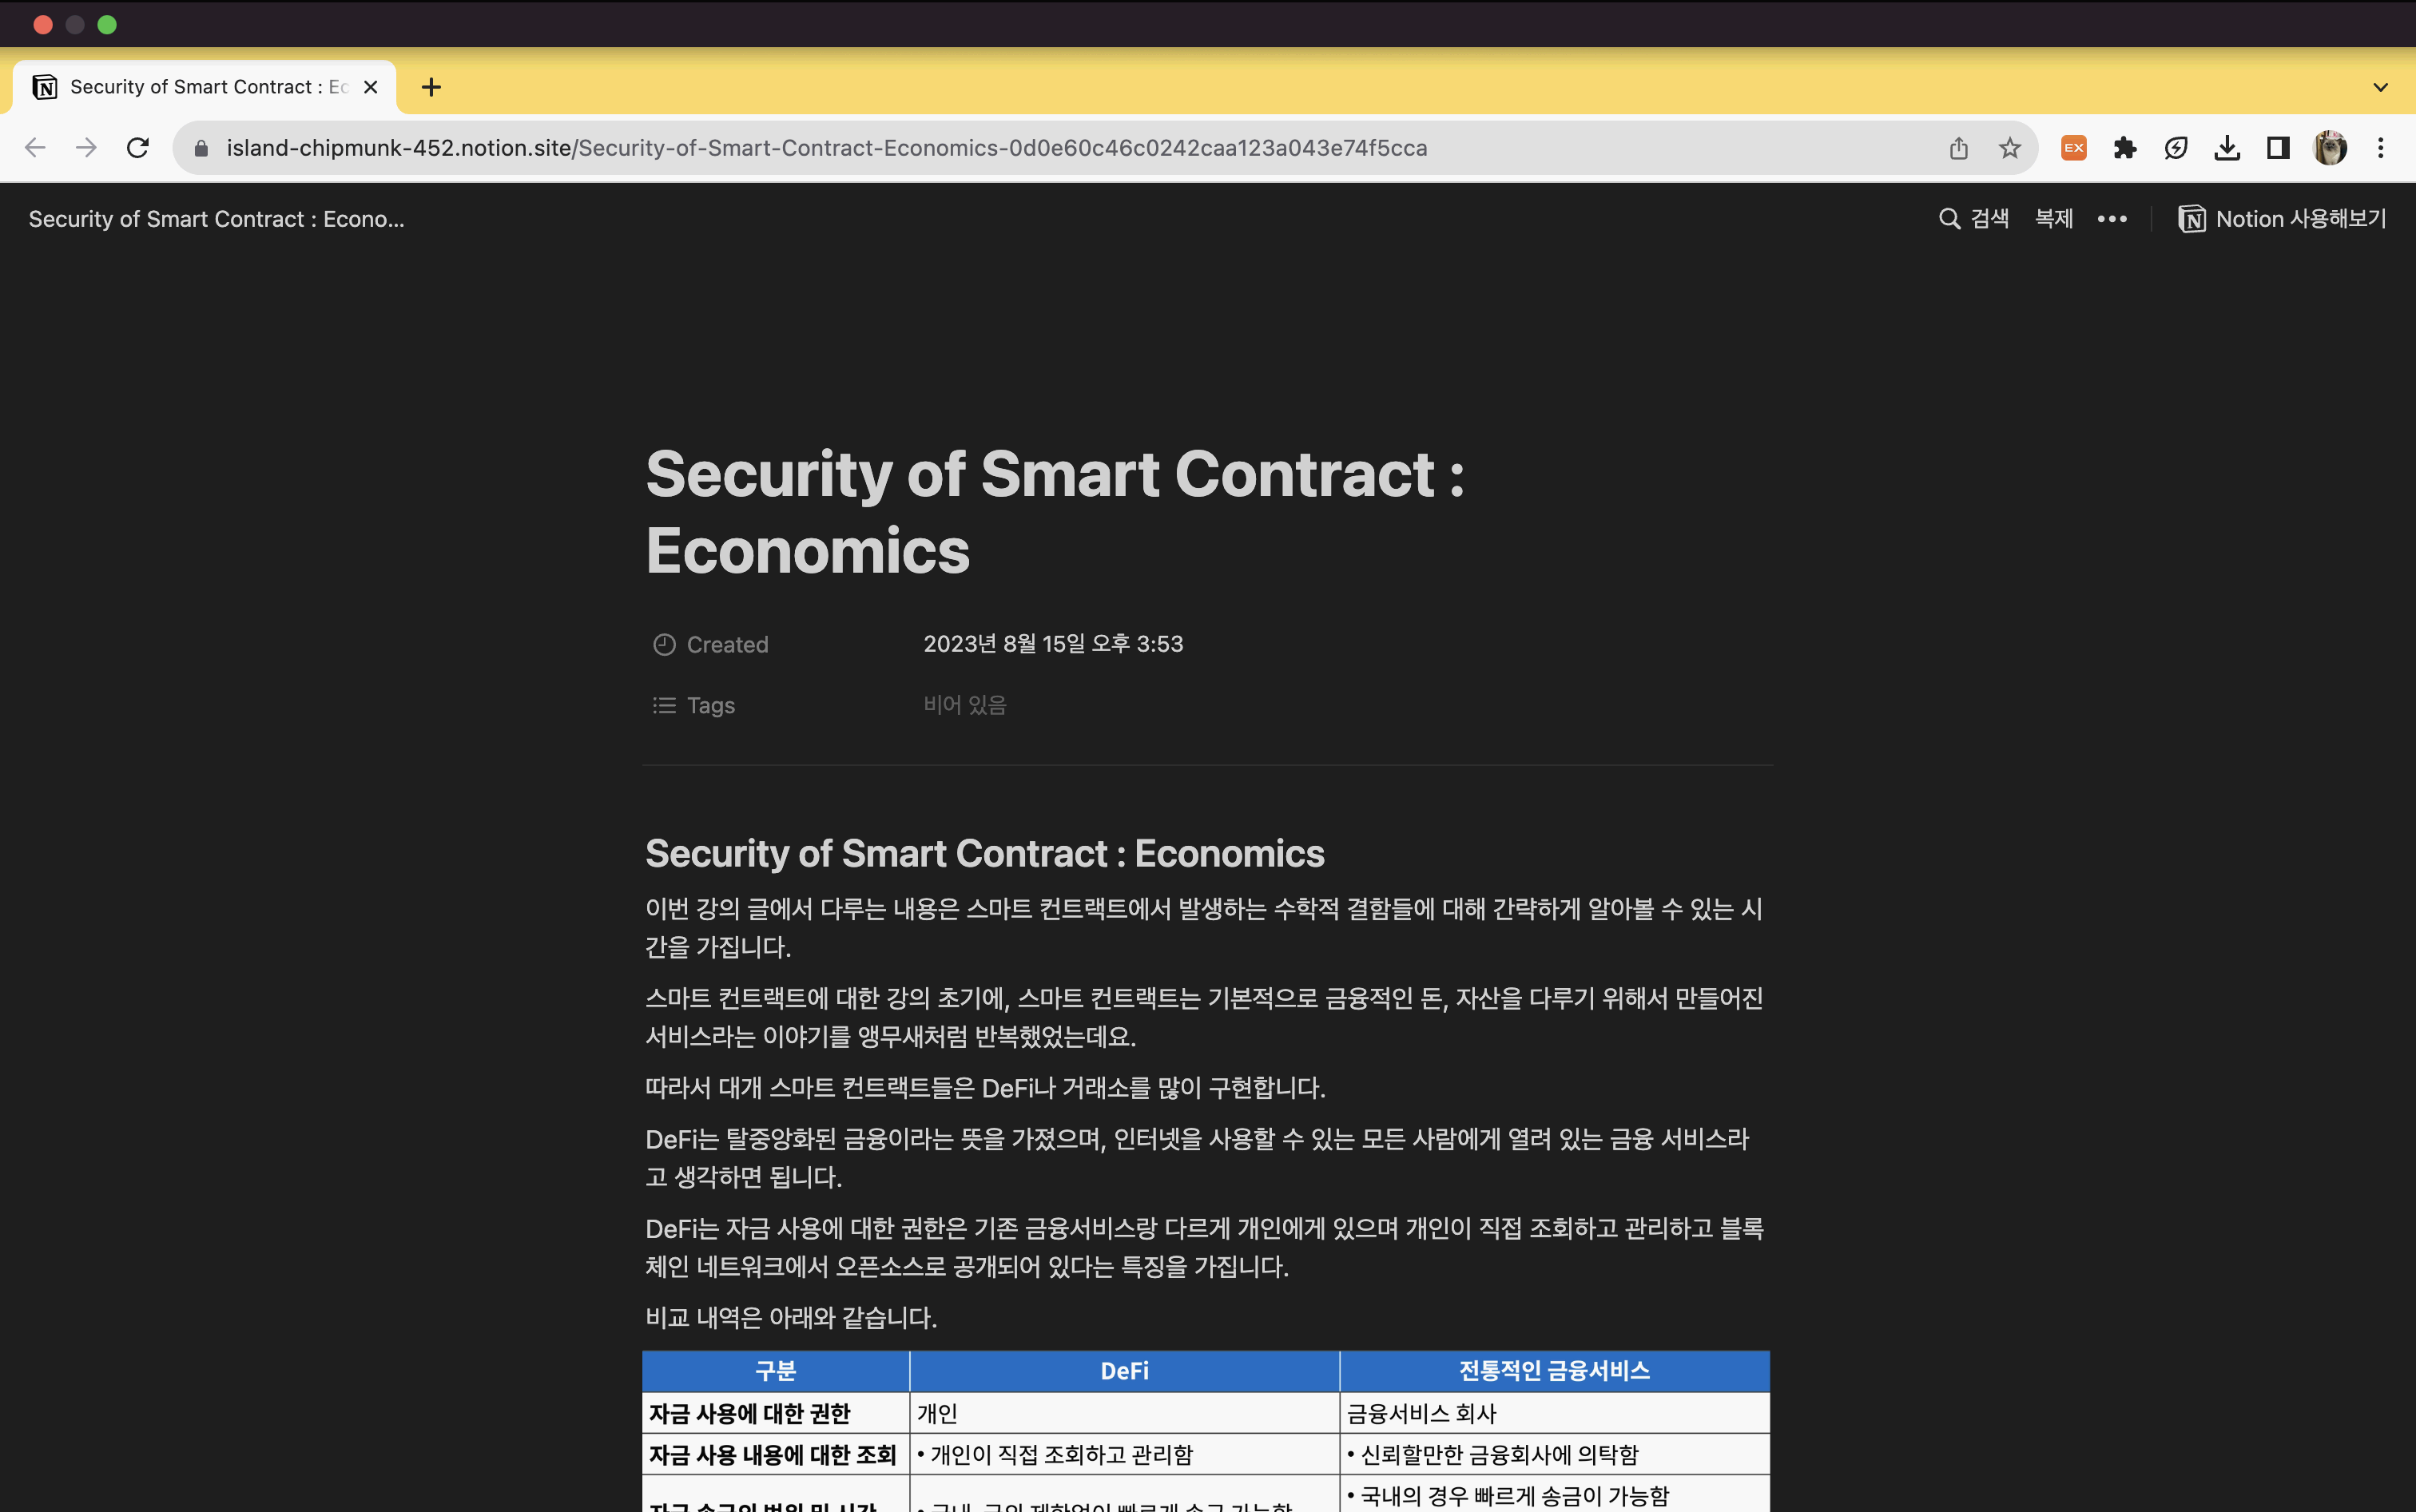 Security of Smart Contract : Ec
island-chipmunk-452.notion.site/Security-of-Smart-Contract-Economics-0d0e60c46c0242caa123a043e74f5cca
EX
Security of Smart Contract : Econo...
검색 복제 ••• Notion 사용해보기
Security of Smart Contract :
Economics
Created 2023년 8월 15일 오후 3:53
Tags 비어 있음
Security of Smart Contract : Economics
이번 강의 글에서 다루는 내용은 스마트 컨트랙트에서 발생하는 수학적 결함들에 대해 간략하게 알아볼 수 있는 시
간을 가집니다.
스마트 컨트랙트에 대한 강의 초기에, 스마트 컨트랙트는 기본적으로 금융적인 돈, 자산을 다루기 위해서 만들어진
서비스라는 이야기를 앵무새처럼 반복했었는데요.
따라서 대개 스마트 컨트랙트들은 DeFi나 거래소를 많이 구현합니다.
DeFi는 탈중앙화된 금융이라는 뜻을 가졌으며, 인터넷을 사용할 수 있는 모든 사람에게 열려 있는 금융 서비스라
고 생각하면 됩니다.
DeFi는 자금 사용에 대한 권한은 기존 금융서비스랑 다르게 개인에게 있으며 개인이 직접 조회하고 관리하고 블록
체인 네트워크에서 오픈소스로 공개되어 있다는 특징을 가집니다.
비교 내역은 아래와 같습니다.
구분 DeFi 전통적인 금융서비스
자금 사용에 대한 권한 개인 금융서비스 회사
자금 사용 내용에 대한 조회 • 개인이 직접 조회하고 관리함 • 신뢰할만한 금융회사에 의탁함
• 국내의 경우 빠르게 송금이 가능함